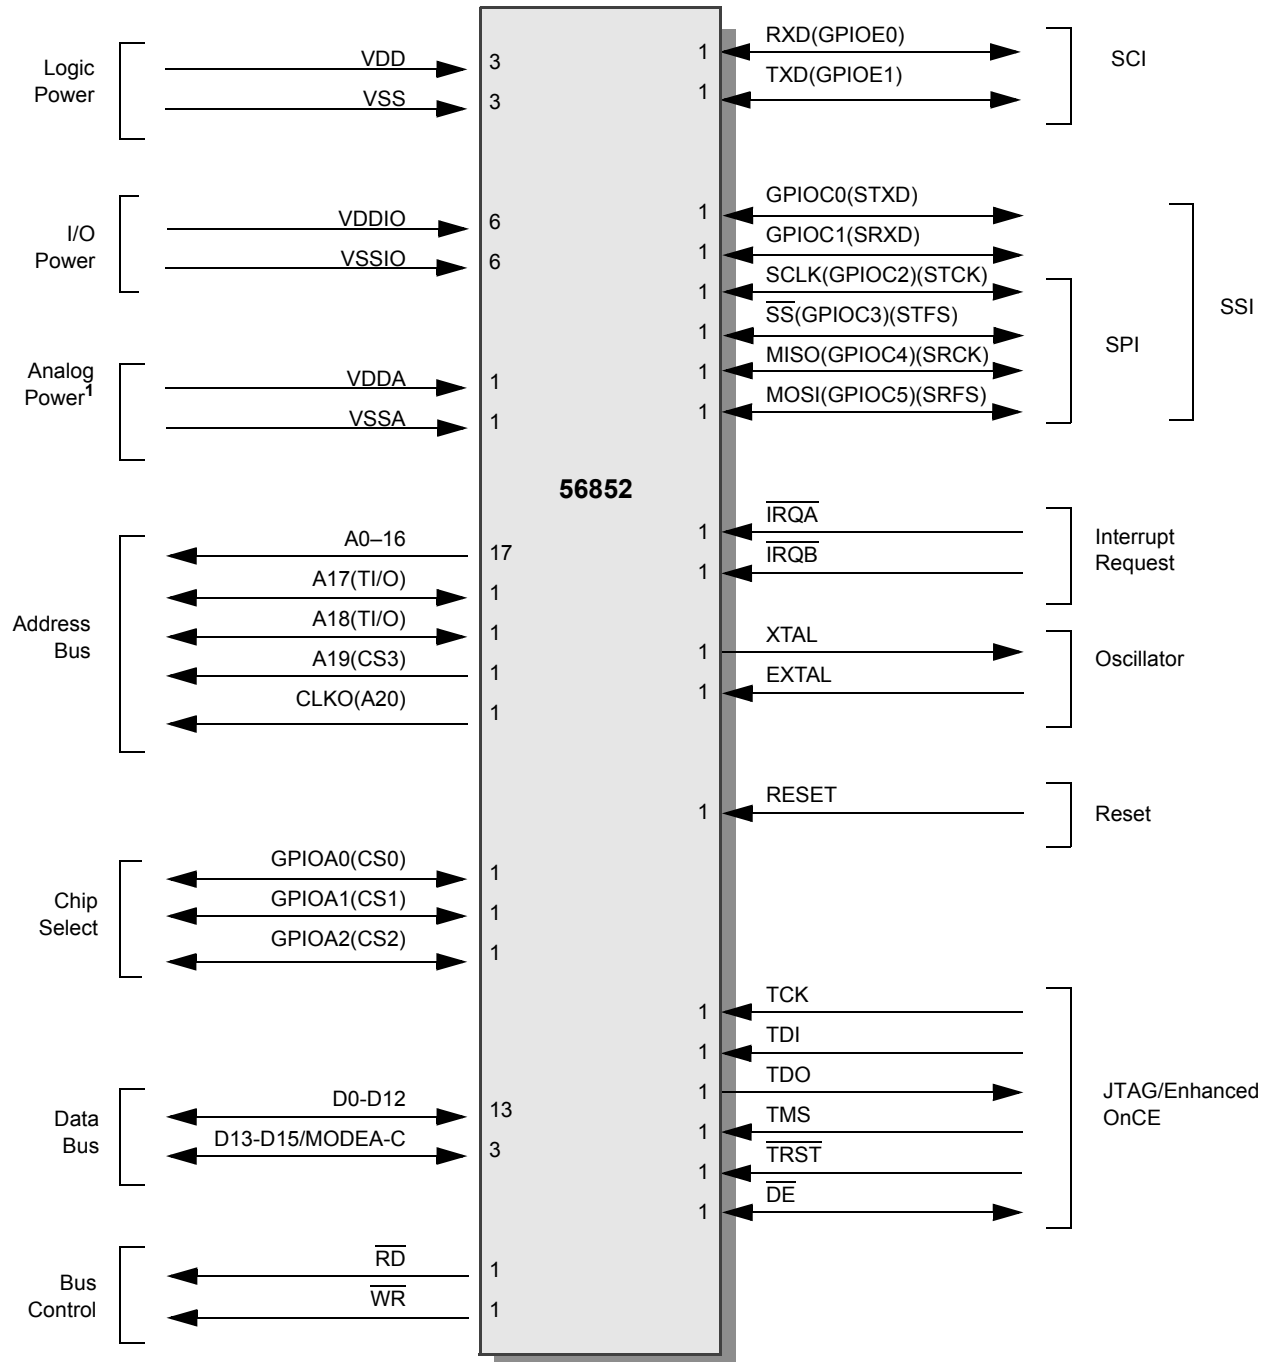 Logic
Power
VDD
3
VSS
3
I/O
Power
VDDIO
6
VSSIO
6
Analog
Power1
VDDA
1
VSSA
1
Address
Bus
A0–16
17
A17(TI/O)
1
A18(TI/O)
1
A19(CS3)
1
CLKO(A20)
1
Chip
Select
GPIOA0(CS0)
1
GPIOA1(CS1)
1
GPIOA2(CS2)
1
Data
Bus
D0-D12
13
D13-D15/MODEA-C
3
Bus
Control
RD
1
WR
1
56852
1
RXD(GPIOE0)
1
TXD(GPIOE1)
SCI
1
GPIOC0(STXD)
1
GPIOC1(SRXD)
1
SCLK(GPIOC2)(STCK)
1
SS(GPIOC3)(STFS)
1
MISO(GPIOC4)(SRCK)
1
MOSI(GPIOC5)(SRFS)
SPI
SSI
1
IRQA
1
IRQB
Interrupt
Request
1
XTAL
1
EXTAL
Oscillator
1
RESET
Reset
1
TCK
1
TDI
1
TDO
1
TMS
1
TRST
1
DE
JTAG/Enhanced
OnCE